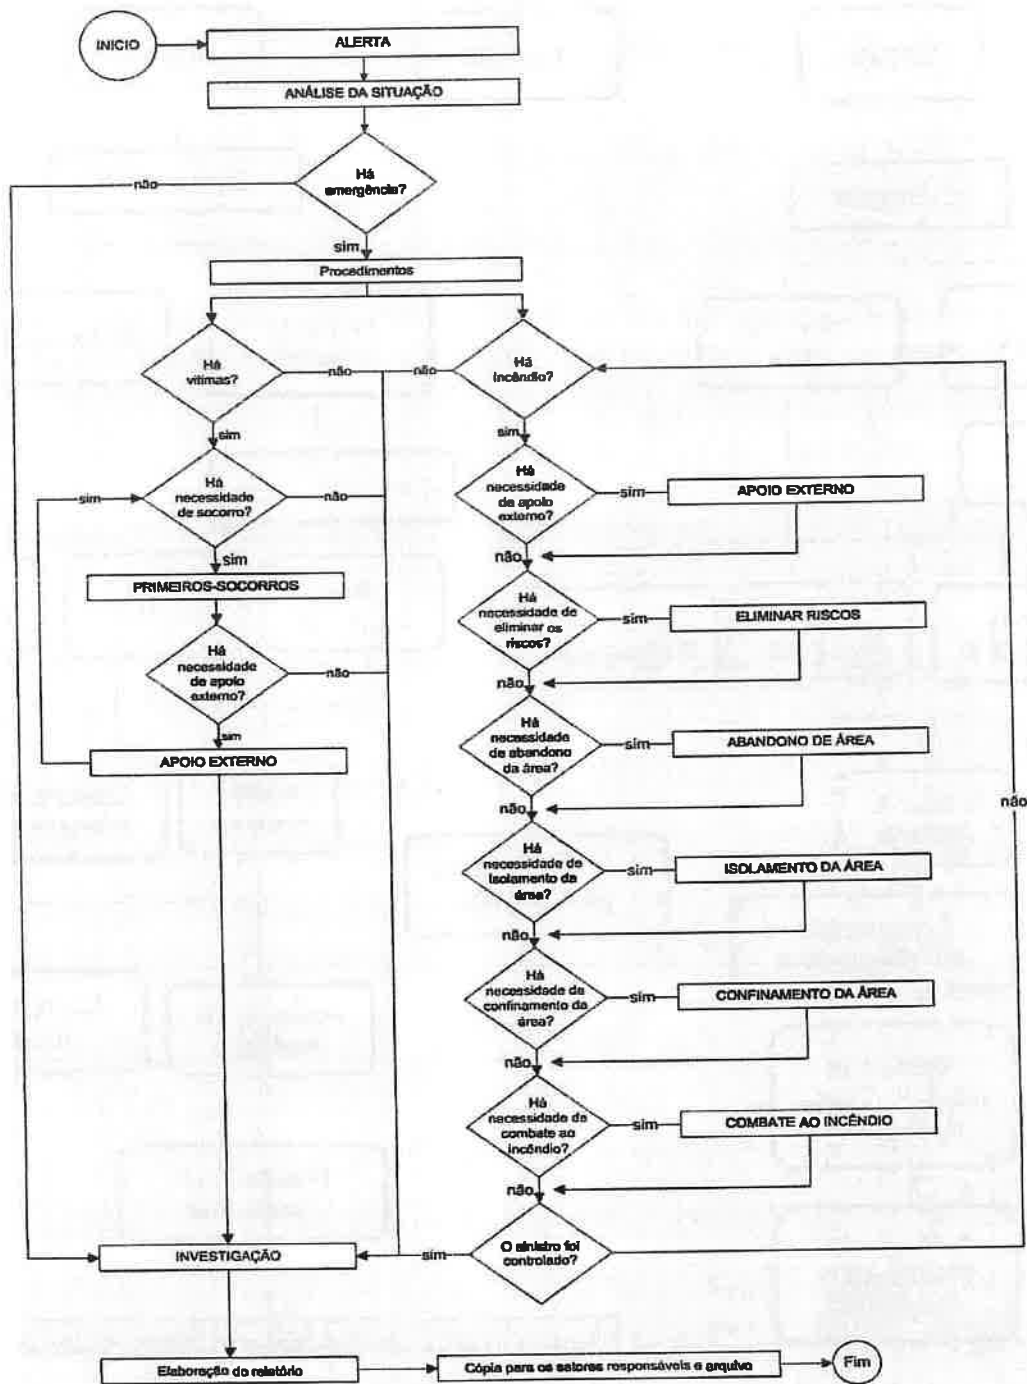 INICIO
ALERTA
ANÁLISE DA SITUAÇÃO
Há
emergência?
não
sim
Procedimentos
Há
vítimas?
não
não
Há
incêndio?
sim
sim
sim
Há
necessidade
de socorro?
não
Há
necessidade
de apoio
externo?
sim
APOIO EXTERNO
sim
não
PRIMEIROS-SOCORROS
Há
necessidade de
eliminar os
riscos?
sim
ELIMINAR RISCOS
Há
necessidade
de apoio
externo?
não
não
sim
APOIO EXTERNO
Há
necessidade
de abandono
da área?
sim
ABANDONO DE ÁREA
não
não
Há
necessidade de
isolamento da
área?
sim
ISOLAMENTO DA ÁREA
não
Há
necessidade de
confinamento da
área?
sim
CONFINAMENTO DA ÁREA
não
Há
necessidade de
combate ao
incêndio?
sim
COMBATE AO INCÊNDIO
não
INVESTIGAÇÃO
sim
O sinistro foi
controlado?
Elaboração do relatório
Cópia para os setores responsáveis e arquivo
Fim